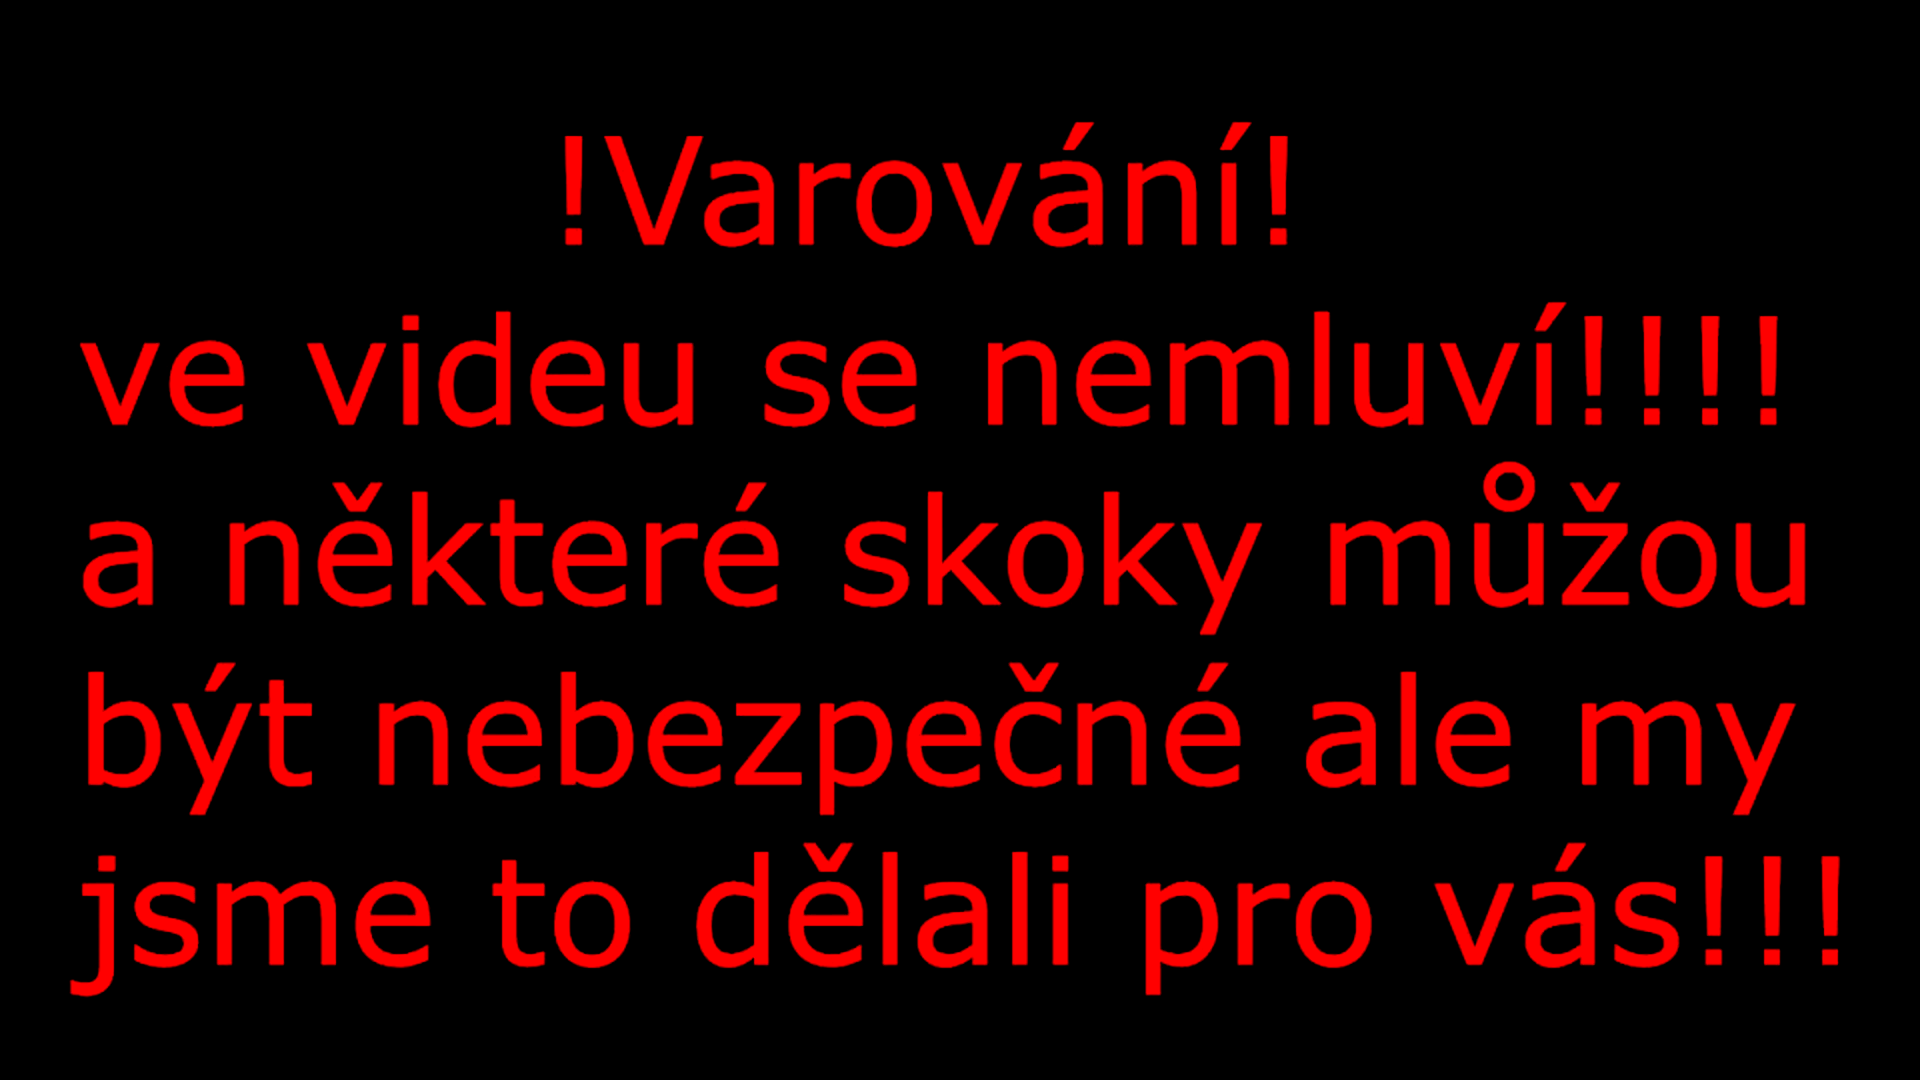 !Varování!
ve videu se nemluví!!!!
a některé skoky můžou
být nebezpečné ale my
jsme to dělali pro vás!!!